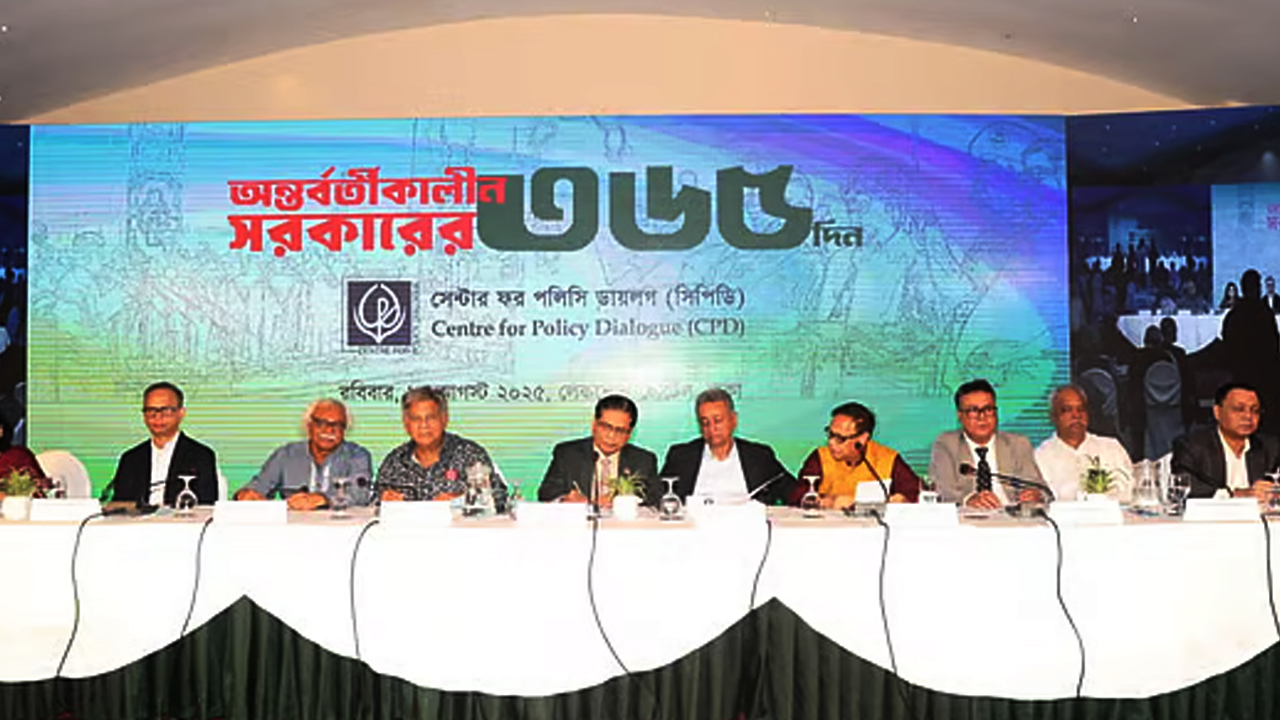 অন্তর্বর্তীকালীন
সরকারের ৩৬৫ দিন
সেন্টার ফর পলিসি ডায়লগ (সিপিডি)
Centre for Policy Dialogue (CPD)
রবিবার, আগস্ট ২০২৫,